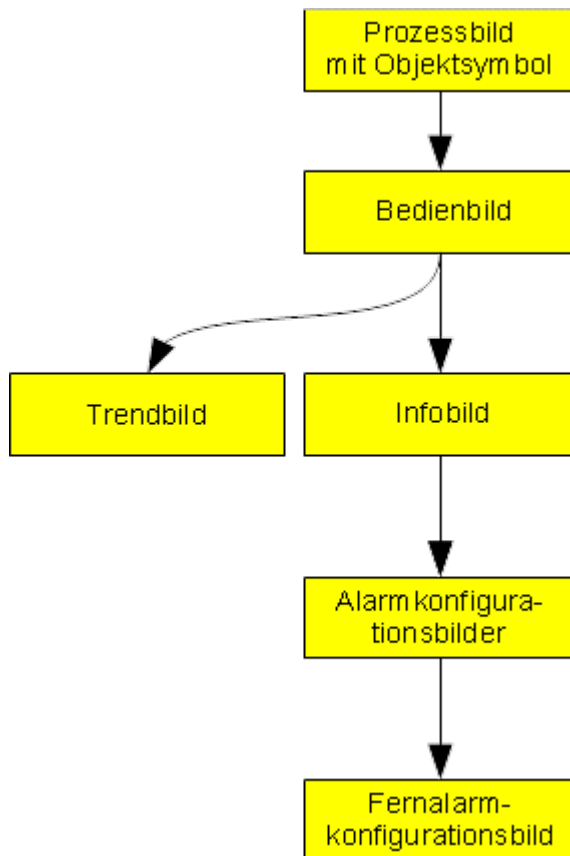 Prozessbild
mit Objektsymbol
Bedienbild
Trendbild
Infobild
Alarmkonfigura-
tionsbilder
Fernalarm-
konfigurationsbild